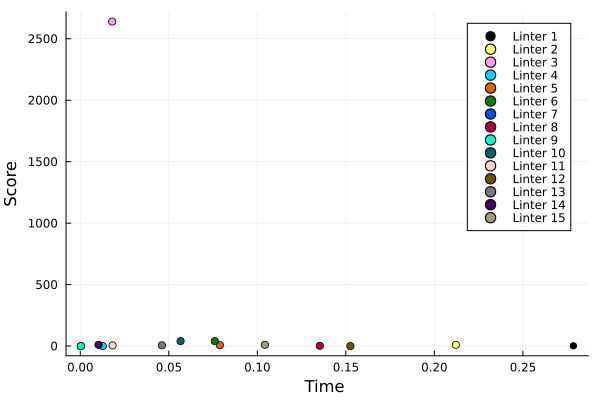 2500
2000
1500
1000
500
0
Score
0.00
0.05
0.10
0.15
0.20
0.25
Time
Linter 1
Linter 2
Linter 3
Linter 4
Linter 5
Linter 6
Linter 7
Linter 8
Linter 9
Linter 10
Linter 11
Linter 12
Linter 13
Linter 14
Linter 15